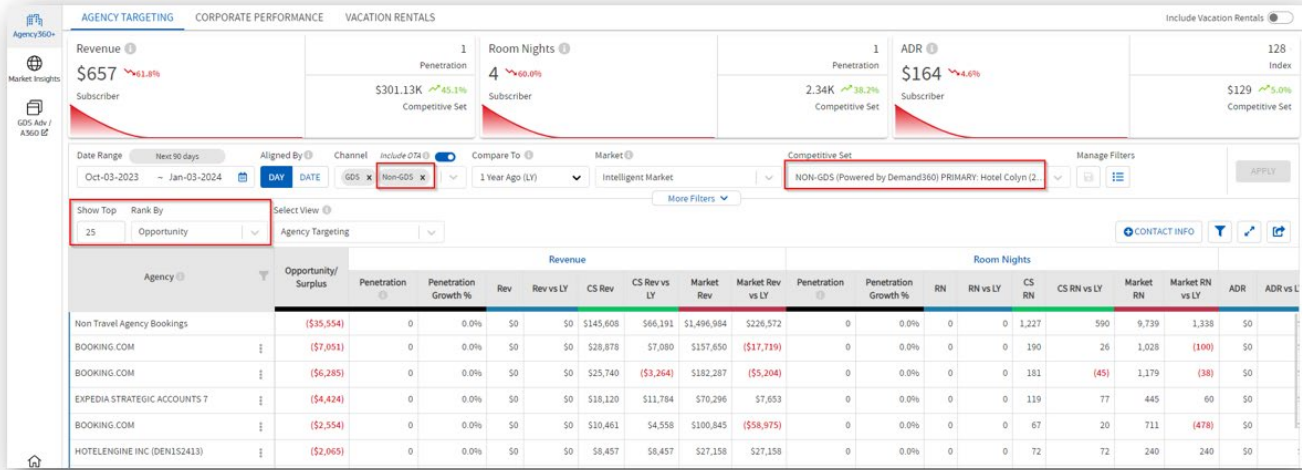 AGENCY TARGETING CORPORATE PERFORMANCE VACATION RENTALS Include Vacation Rentals
Agency360+
Market Insights
GDS Adv /
A360
Revenue 1
Penetration
$657 61.8%
Subscriber
$301.13K 45.1%
Competitive Set
Room Nights 1
Penetration
4 60.0%
Subscriber
2.34K 38.2%
Competitive Set
ADR 128
Index
$164 4.6%
Subscriber
$129 5.0%
Competitive Set
Date Range Next 90 days Aligned By Channel Include OTA Compare To Market Competitive Set Manage Filters
Oct-03-2023 ~ Jan-03-2024 DAY DATE GDS x Non-GDS x 1 Year Ago (LY) Intelligent Market NON-GDS (Powered by Demand360) PRIMARY: Hotel Colyn (2... APPLY
More Filters
Show Top Rank By Select View
25 Opportunity Agency Targeting CONTACT INFO
Revenue Room Nights
Agency Opportunity/ Surplus Penetration Penetration Growth % Rev Rev vs LY CS Rev CS Rev vs LY Market Rev Market Rev vs LY Penetration Penetration Growth % RN RN vs LY CS RN CS RN vs LY Market RN Market RN vs LY ADR ADR vs L
Non Travel Agency Bookings ($35,554) 0 0.0% $0 $0 $145,608 $66,191 $1,496,984 $226,572 0 0.0% 0 0 1,227 590 9,739 1,338 $0
BOOKING.COM ($7,051) 0 0.0% $0 $0 $28,878 $7,080 $157,650 ($17,719) 0 0.0% 0 0 190 26 1,028 (100) $0
BOOKING.COM ($6,285) 0 0.0% $0 $0 $25,740 ($3,264) $182,287 ($5,204) 0 0.0% 0 0 181 (45) 1,179 (38) $0
EXPEDIA STRATEGIC ACCOUNTS 7 ($4,424) 0 0.0% $0 $0 $18,120 $11,784 $70,296 $7,653 0 0.0% 0 0 119 77 445 60 $0
BOOKING.COM ($2,554) 0 0.0% $0 $0 $10,461 $4,558 $100,845 ($58,975) 0 0.0% 0 0 67 20 711 (478) $0
HOTELENGINE INC (DEN1S2413) ($2,065) 0 0.0% $0 $0 $8,457 $8,457 $27,158 $27,158 0 0.0% 0 0 72 72 240 240 $0